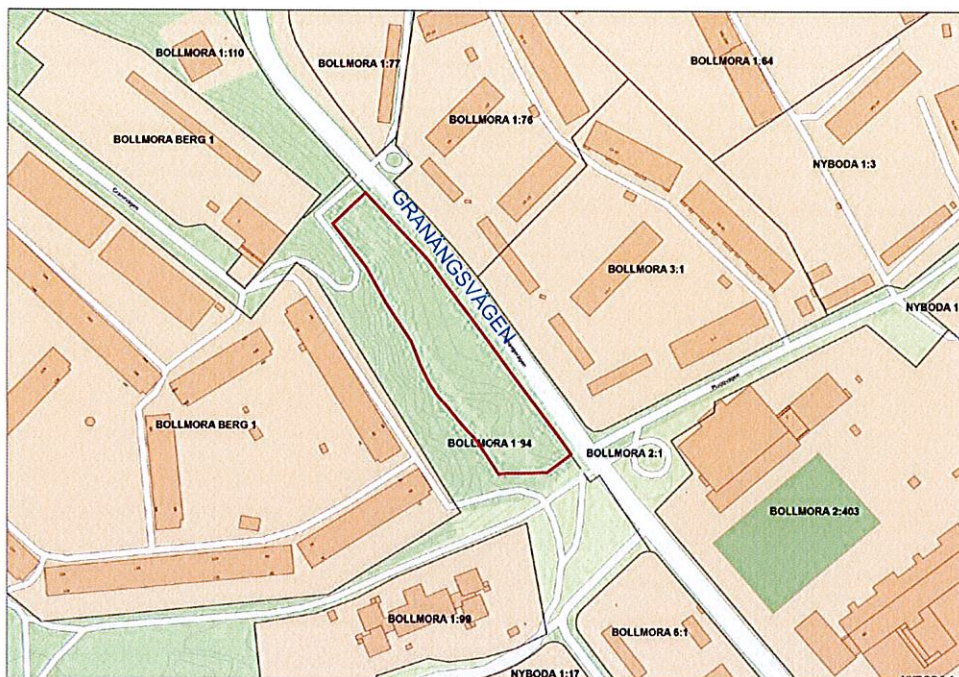 BOLLMORA 1:110
BOLLMORA 1:77
BOLLMORA 1:64
BOLLMORA 1:76
BOLLMORA BERG 1
NYBODA 1:3
GRANÄNGSVÄGEN
BOLLMORA 3:1
NYBODA 1
BOLLMORA BERG 1
BOLLMORA 1:94
BOLLMORA 2:1
BOLLMORA 2:403
BOLLMORA 1:99
BOLLMORA 6:1
NYBODA 1:17